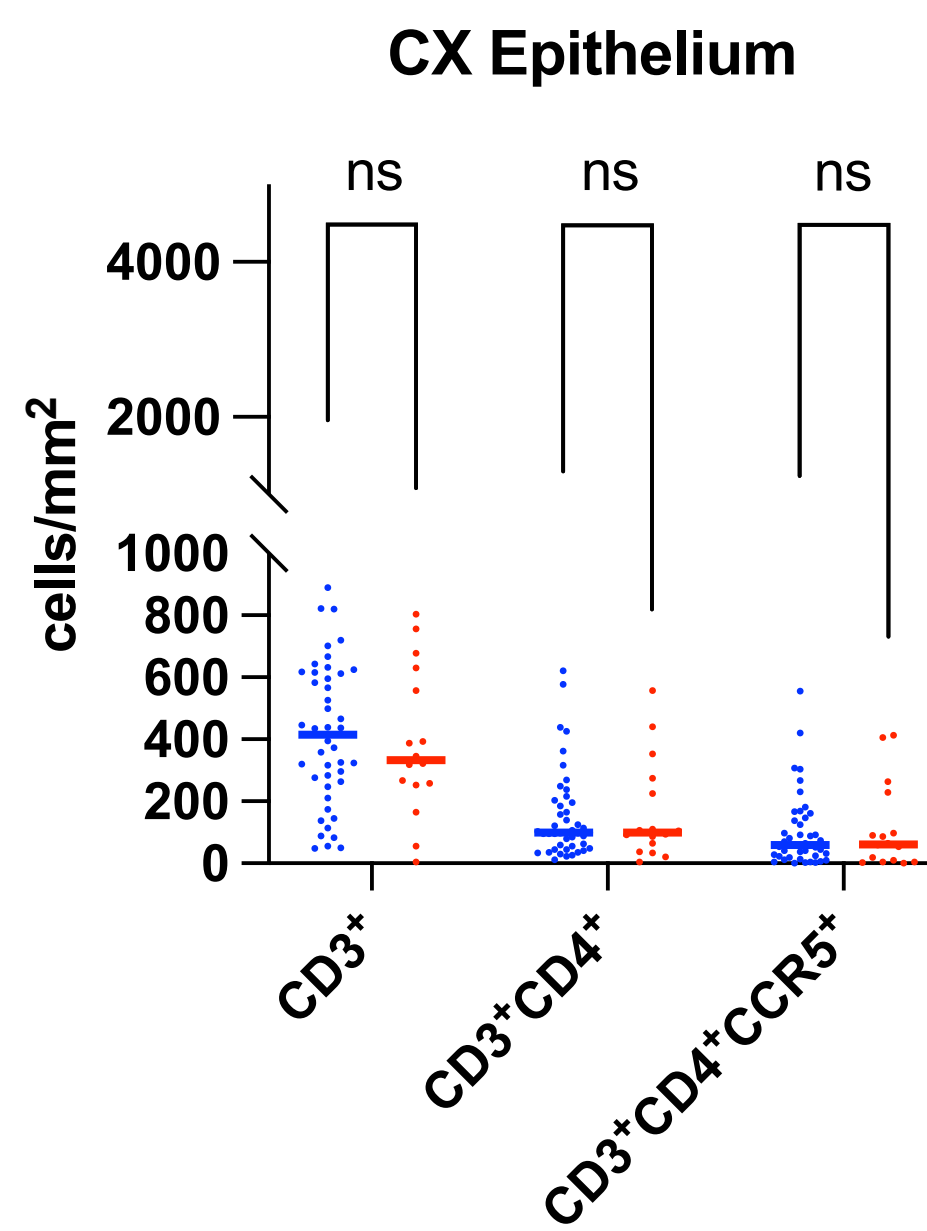 CX Epithelium
ns ns ns
4000
2000
1000
800
600
400
200
0
cells/mm²
CD3⁺
CD3⁺CD4⁺
CD3⁺CD4⁺CCR5⁺